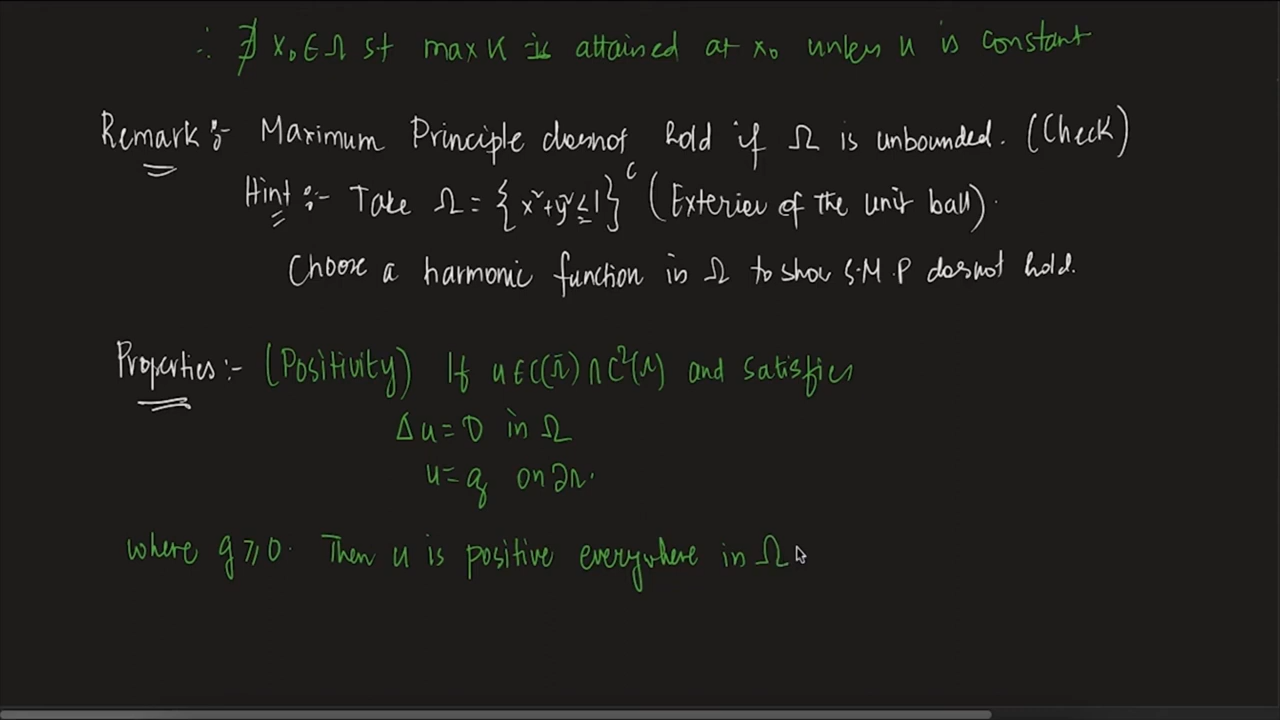 ∴ ∄ x₀ ∈ Ω st max u is attained at x₀ unless u is constant
Remark :- Maximum Principle doesnot hold if Ω is unbounded. (Check)
Hint :- Take Ω = {x²+y² ≤ 1}ᶜ (Exterior of the unit ball).
Choose a harmonic function in Ω to show S.M.P doesnot hold.
Properties :- (Positivity) If u ∈ C(Ω̄) ∩ C²(Ω) and satisfies
Δu = 0 in Ω
u = g on ∂Ω.
where g ⩾ 0. Then u is positive everywhere in Ω